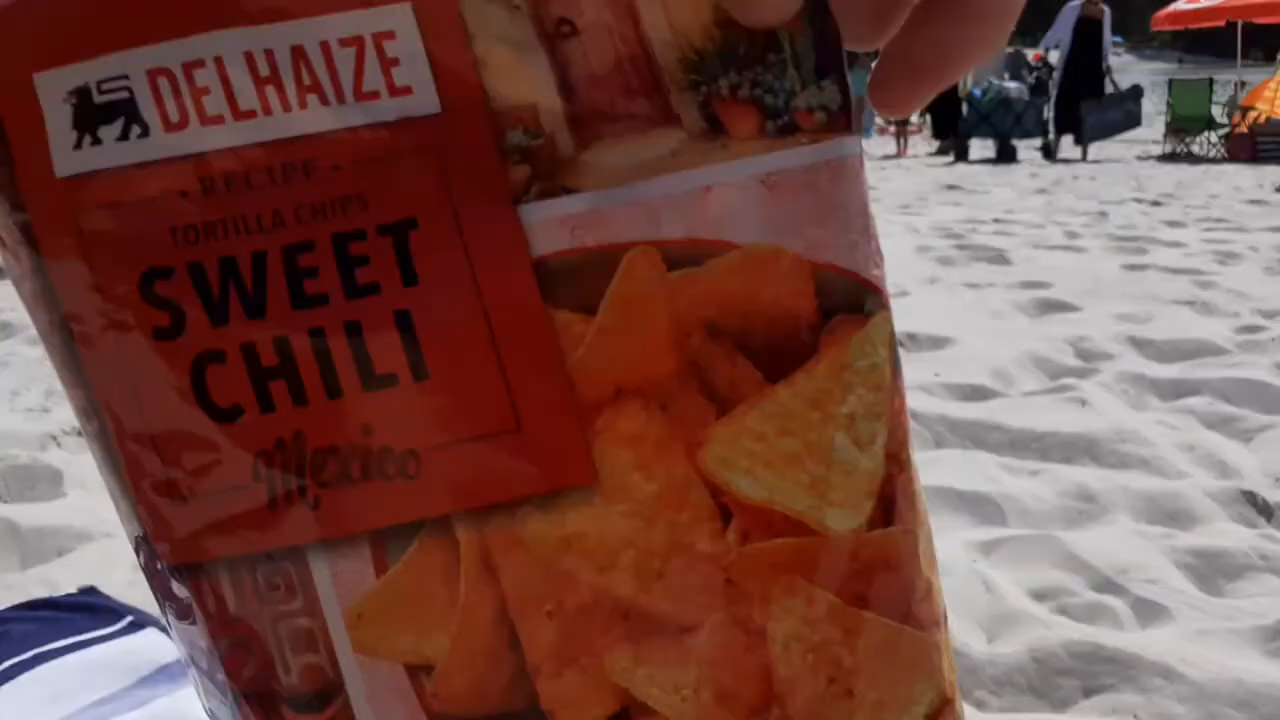 DELHAIZE
- RECIPE -
TORTILLA CHIPS
SWEET
CHILI
Mexico